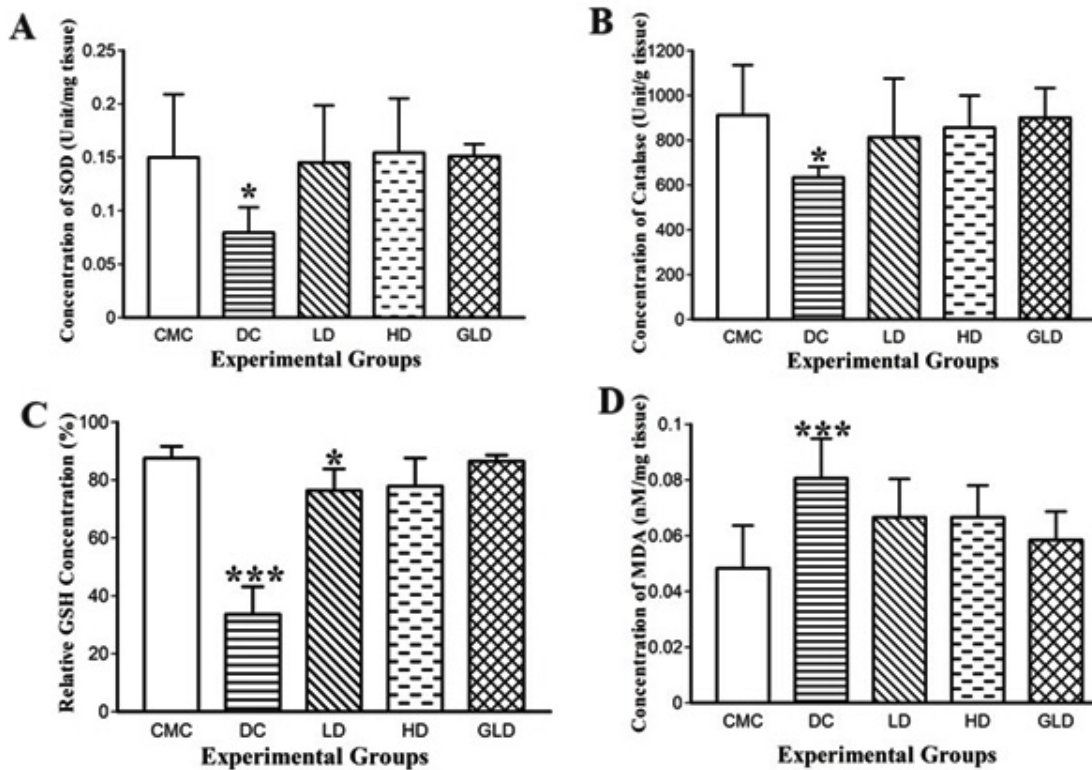 A
Concentration of SOD (Unit/mg tissue)
0.25
0.2
0.15
0.1
0.05
0
*
CMC DC LD HD GLD
Experimental Groups
B
Concentration of Catalase (Unit/g tissue)
1200
1000
800
600
400
200
0
*
CMC DC LD HD GLD
Experimental Groups
C
Relative GSH Concentration (%)
100
80
60
40
20
0
***
*
CMC DC LD HD GLD
Experimental Groups
D
Concentration of MDA (nM/mg tissue)
0.1
0.08
0.06
0.04
0.02
0
***
CMC DC LD HD GLD
Experimental Groups